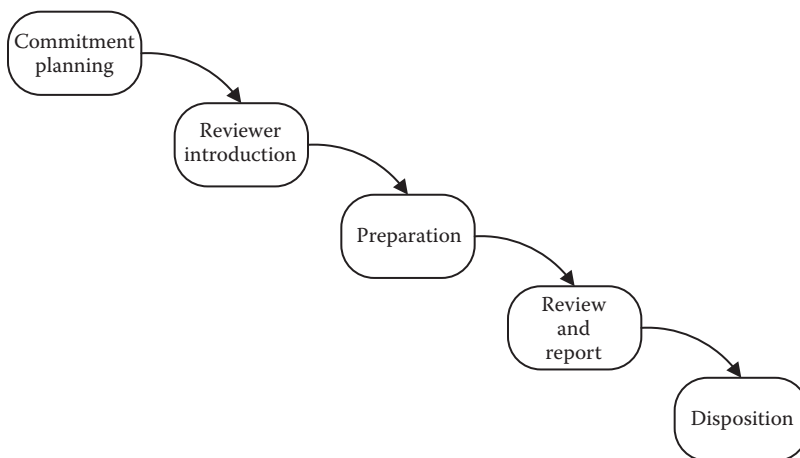 Commitment
planning
Reviewer
introduction
Preparation
Review
and
report
Disposition